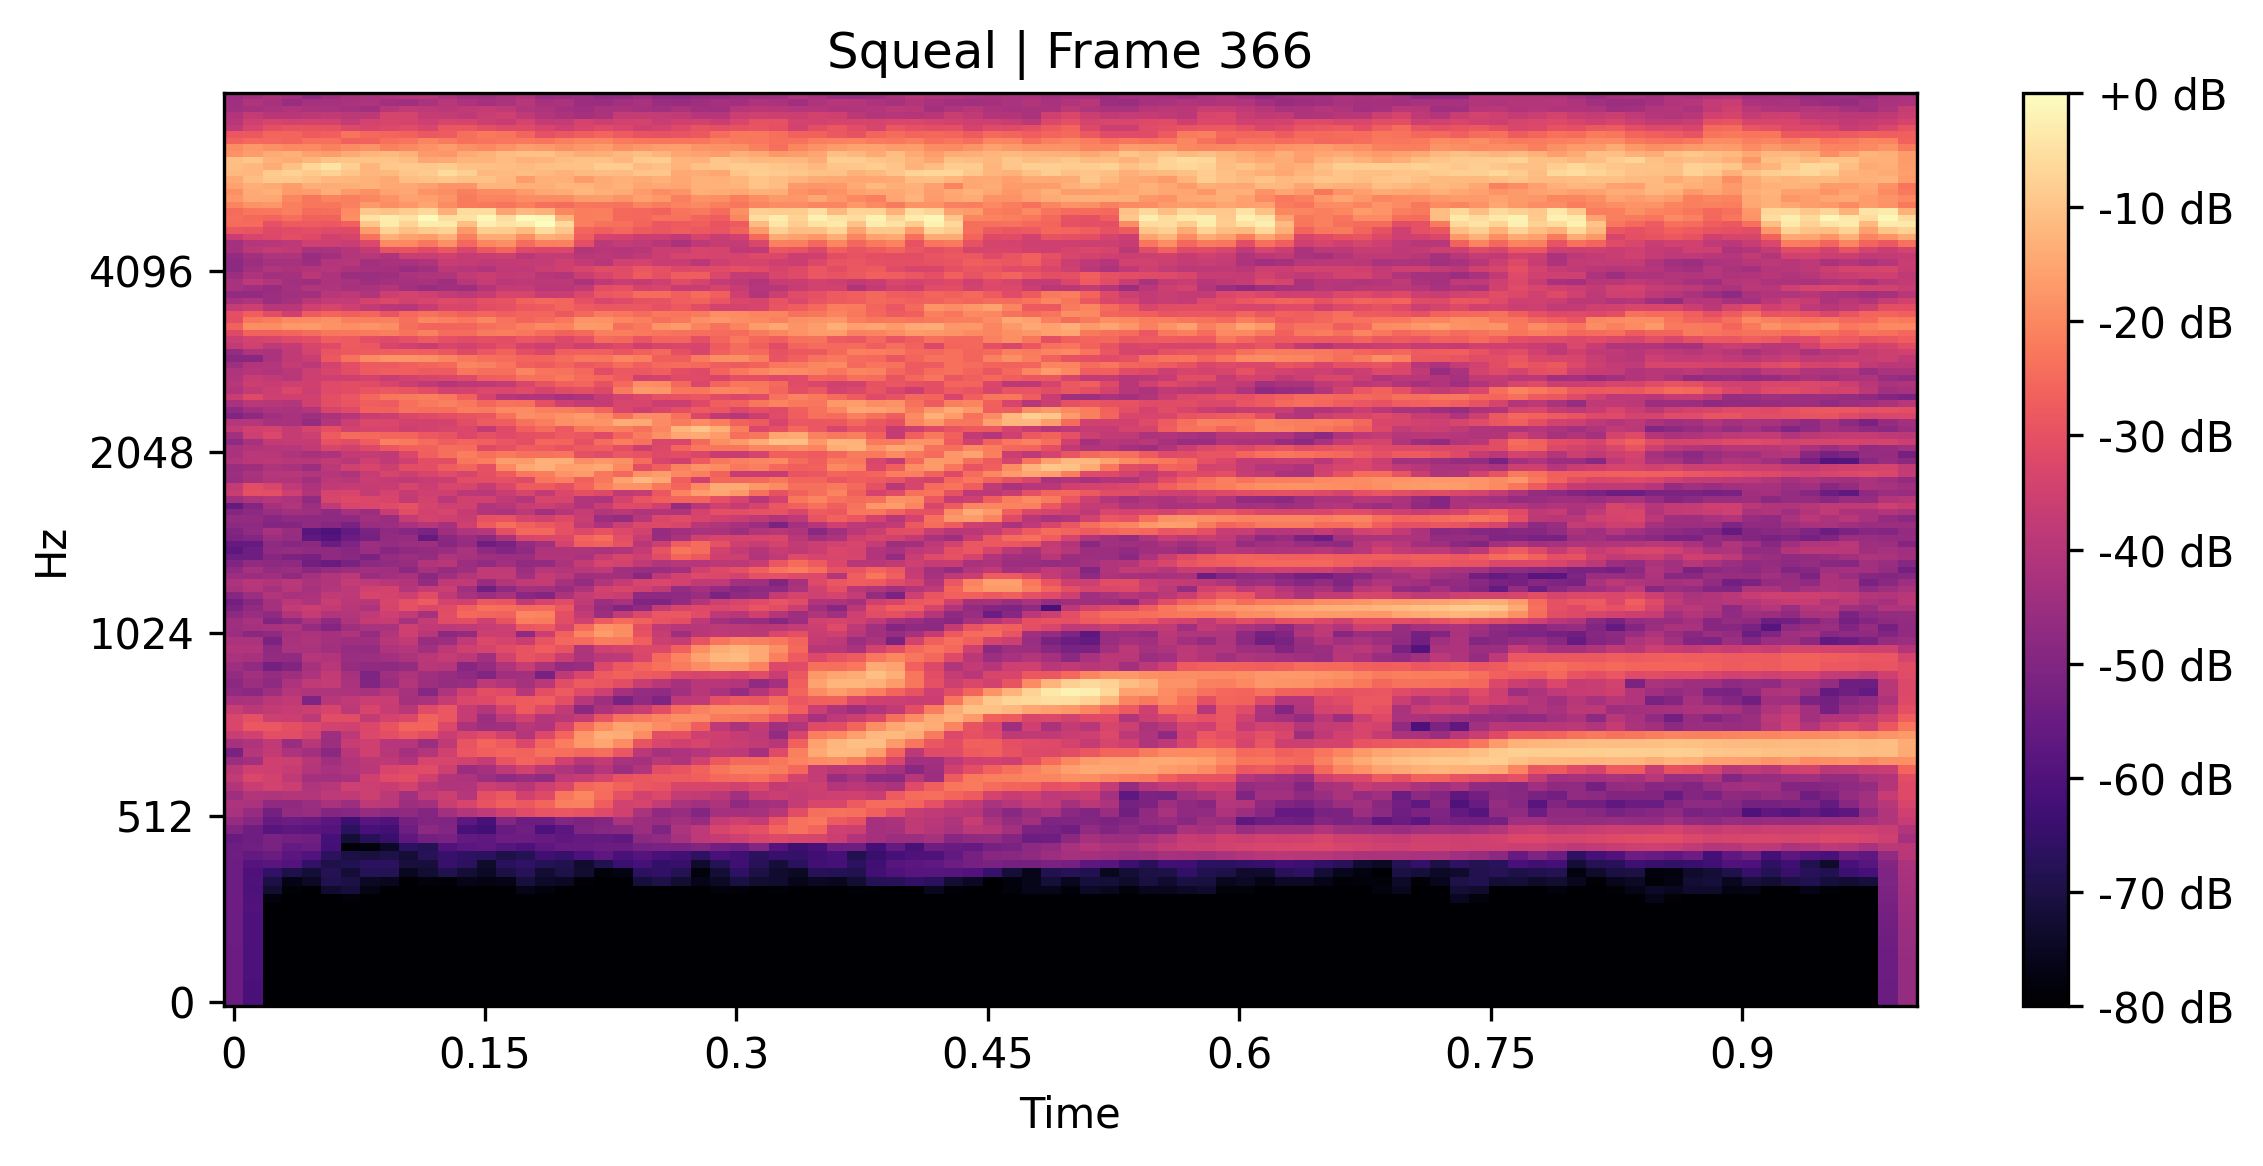 Squeal | Frame 366
+0 dB
-10 dB
-20 dB
-30 dB
-40 dB
-50 dB
-60 dB
-70 dB
-80 dB
Hz
4096
2048
1024
512
0
0 0.15 0.3 0.45 0.6 0.75 0.9
Time